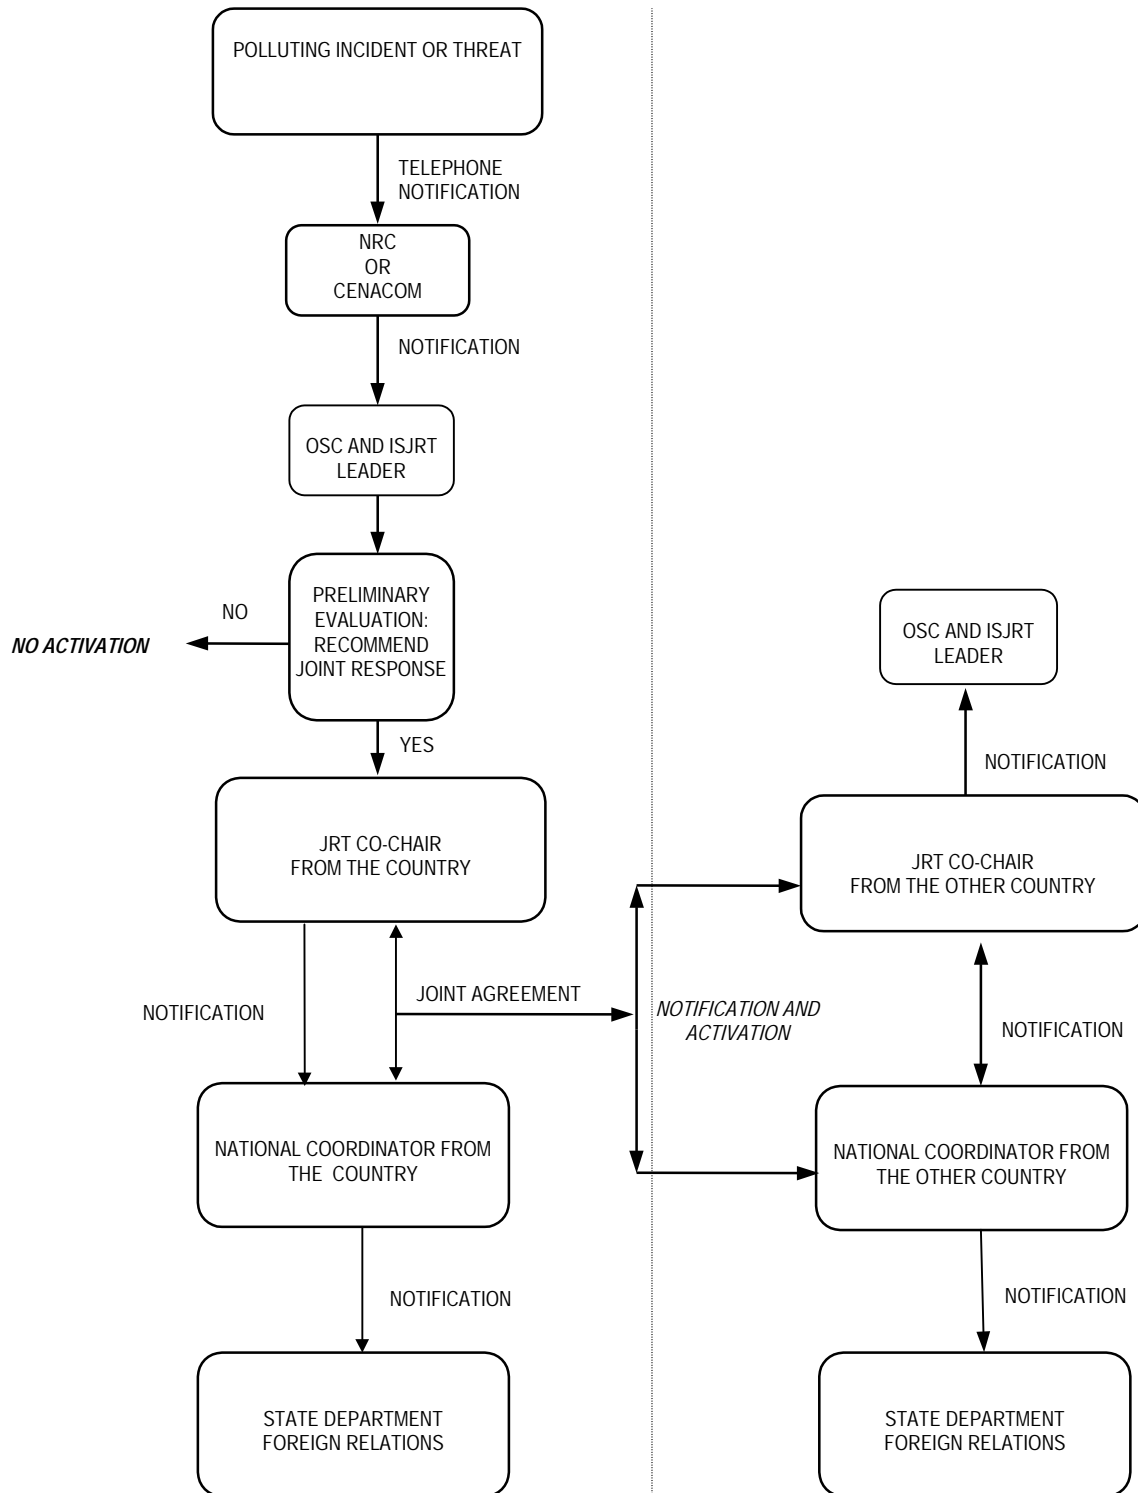 POLLUTING INCIDENT OR THREAT
TELEPHONE
NOTIFICATION
NRC
OR
CENACOM
NOTIFICATION
OSC AND ISJRT
LEADER
PRELIMINARY
EVALUATION:
RECOMMEND
JOINT RESPONSE
NO
NO ACTIVATION
YES
JRT CO-CHAIR
FROM THE COUNTRY
NOTIFICATION
JOINT AGREEMENT
NOTIFICATION AND
ACTIVATION
NATIONAL COORDINATOR FROM
THE COUNTRY
NOTIFICATION
STATE DEPARTMENT
FOREIGN RELATIONS
OSC AND ISJRT
LEADER
NOTIFICATION
JRT CO-CHAIR
FROM THE OTHER COUNTRY
NOTIFICATION
NATIONAL COORDINATOR FROM
THE OTHER COUNTRY
NOTIFICATION
STATE DEPARTMENT
FOREIGN RELATIONS